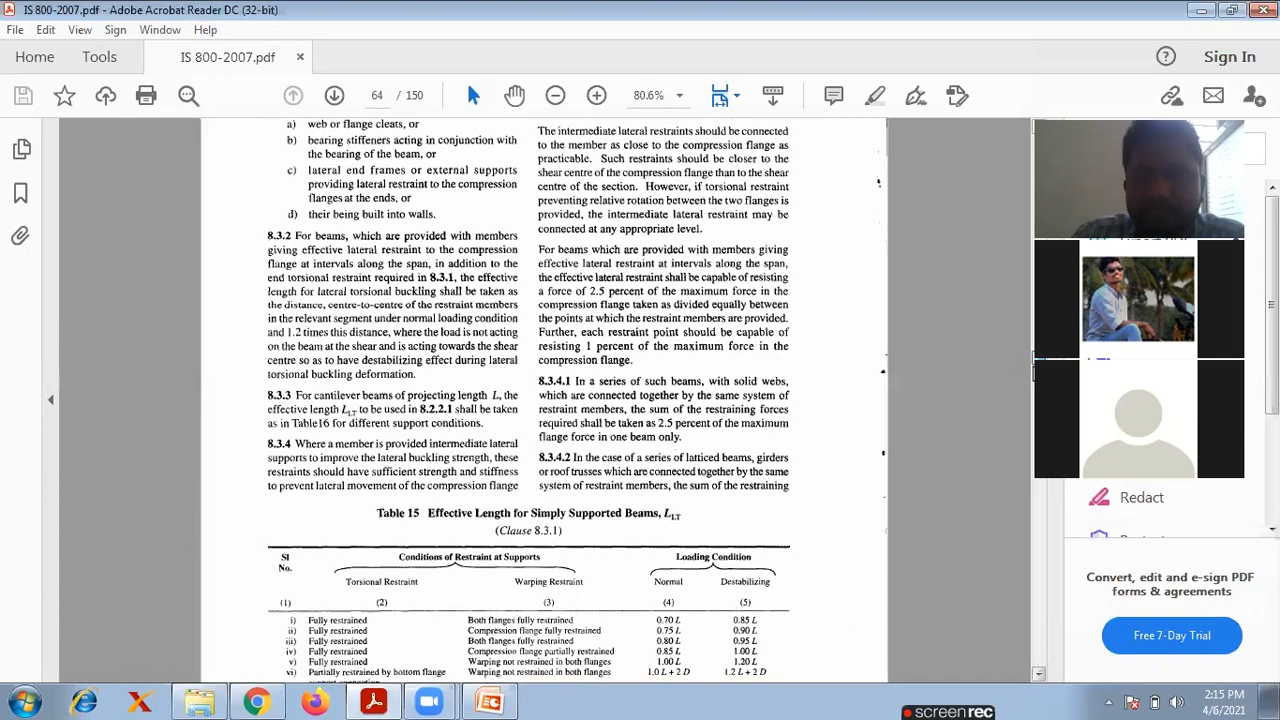 IS 800-2007.pdf - Adobe Acrobat Reader DC (32-bit)
File Edit View Sign Window Help
Home Tools IS 800-2007.pdf × Sign In
64 / 150 80.6%
a) web or flange cleats, or
b) bearing stiffeners acting in conjunction with
the bearing of the beam, or
c) lateral end frames or external supports
providing lateral restraint to the compression
flanges at the ends, or
d) their being built into walls.
8.3.2 For beams, which are provided with members
giving effective lateral restraint to the compression
flange at intervals along the span, in addition to the
end torsional restraint required in 8.3.1, the effective
length for lateral torsional buckling shall be taken as
the distance, centre-to-centre of the restraint members
in the relevant segment under normal loading condition
and 1.2 times this distance, where the load is not acting
on the beam at the shear and is acting towards the shear
centre so as to have destabilizing effect during lateral
torsional buckling deformation.
8.3.3 For cantilever beams of projecting length L, the
effective length LLT to be used in 8.2.2.1 shall be taken
as in Table16 for different support conditions.
8.3.4 Where a member is provided intermediate lateral
supports to improve the lateral buckling strength, these
restraints should have sufficient strength and stiffness
to prevent lateral movement of the compression flange
The intermediate lateral restraints should be connected
to the member as close to the compression flange as
practicable. Such restraints should be closer to the
shear centre of the compression flange than to the shear
centre of the section. However, if torsional restraint
preventing relative rotation between the two flanges is
provided, the intermediate lateral restraint may be
connected at any appropriate level.
For beams which are provided with members giving
effective lateral restraint at intervals along the span,
the effective lateral restraint shall be capable of resisting
a force of 2.5 percent of the maximum force in the
compression flange taken as divided equally between
the points at which the restraint members are provided.
Further, each restraint point should be capable of
resisting 1 percent of the maximum force in the
compression flange.
8.3.4.1 In a series of such beams, with solid webs,
which are connected together by the same system of
restraint members, the sum of the restraining forces
required shall be taken as 2.5 percent of the maximum
flange force in one beam only.
8.3.4.2 In the case of a series of latticed beams, girders
or roof trusses which are connected together by the same
system of restraint members, the sum of the restraining
Table 15 Effective Length for Simply Supported Beams, LLT
(Clause 8.3.1)
Sl Conditions of Restraint at Supports Loading Condition
No.
Torsional Restraint Warping Restraint Normal Destabilizing
(1) (2) (3) (4) (5)
i) Fully restrained Both flanges fully restrained 0.70 L 0.85 L
ii) Fully restrained Compression flange fully restrained 0.75 L 0.90 L
iii) Fully restrained Both flanges fully restrained 0.80 L 0.95 L
iv) Fully restrained Compression flange partially restrained 0.85 L 1.00 L
v) Fully restrained Warping not restrained in both flanges 1.00 L 1.20 L
vi) Partially restrained by bottom flange Warping not restrained in both flanges 1.0 L + 2 D 1.2 L + 2 D
Redact
Convert, edit and e-sign PDF
forms & agreements
Free 7-Day Trial
2:15 PM
4/6/2021
screenrec